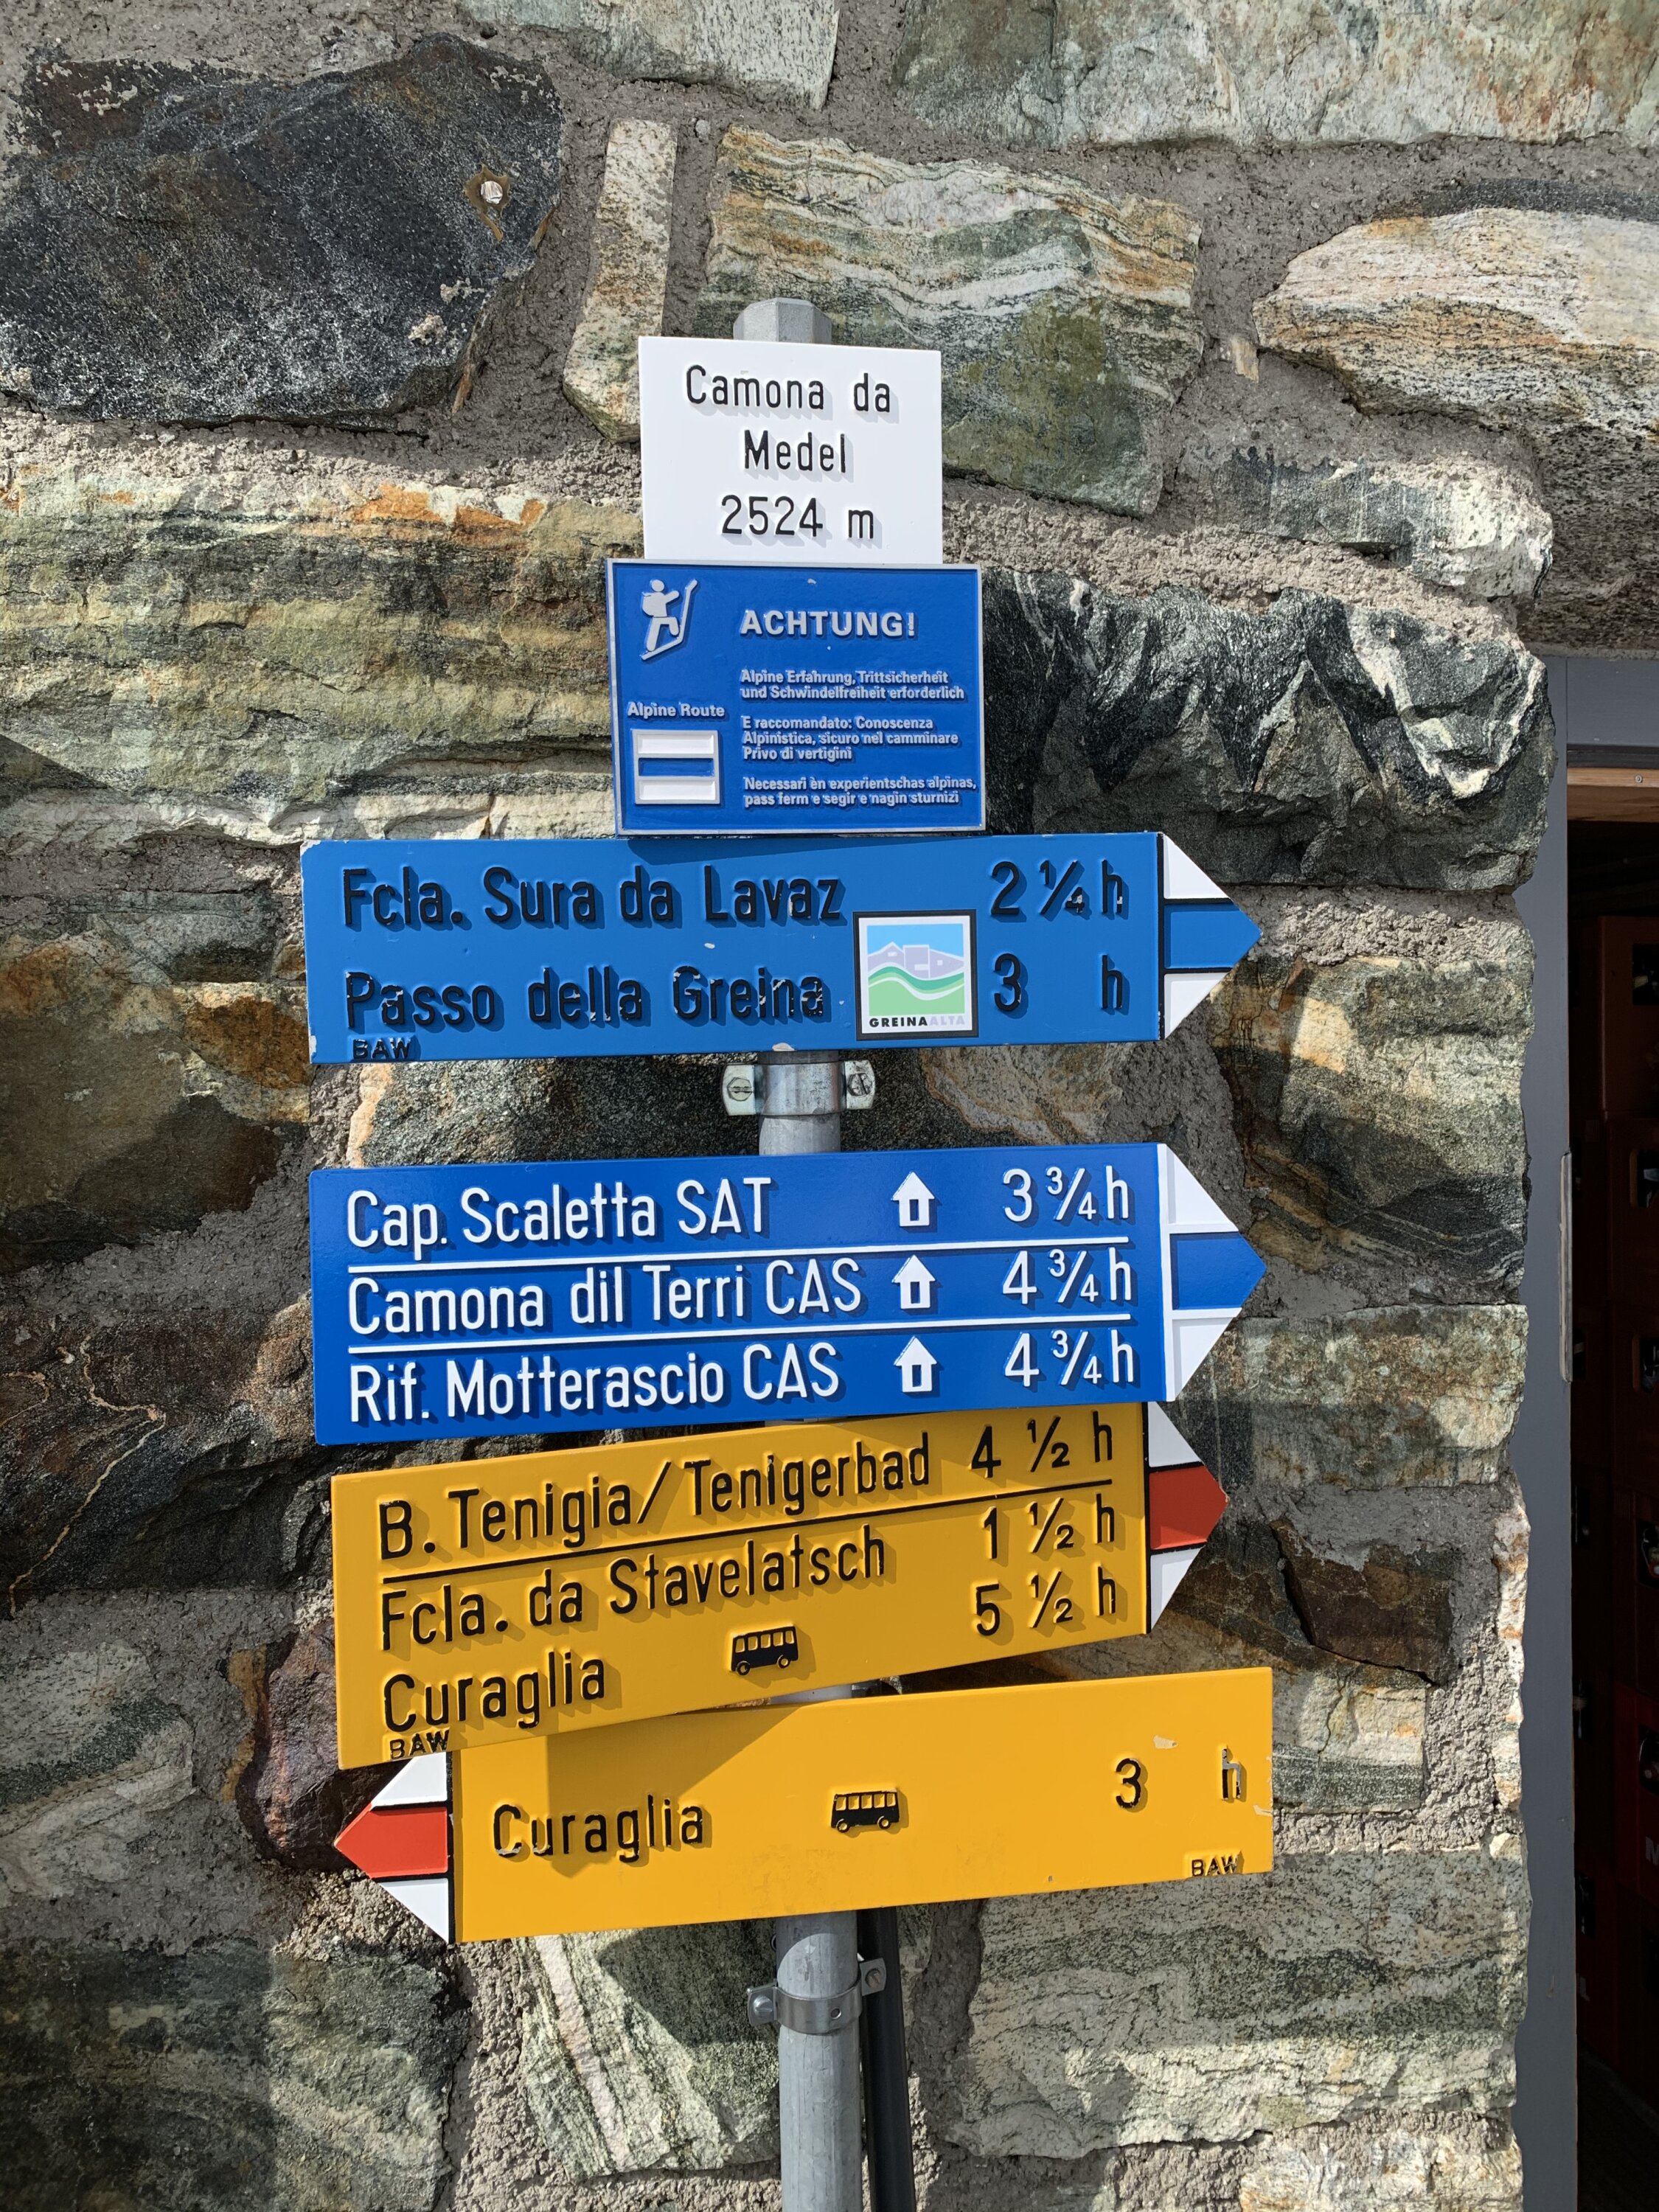 Camona da
Medel
2524 m
ACHTUNG!
Alpine Erfahrung, Trittsicherheit
und Schwindelfreiheit erforderlich
Alpine Route
E raccomandato: Conoscenza
Alpinistica, sicuro nel camminare
Privo di vertigini
Necessari èn experientschas alpinas,
pass ferm e segir e nagin sturnizi
Fcla. Sura da Lavaz 2 ¼ h
Passo della Greina 3 h
GREINAALTA
BAW
Cap. Scaletta SAT 3 ¾ h
Camona dil Terri CAS 4 ¾ h
Rif. Motterascio CAS 4 ¾ h
B. Tenigia/Tenigerbad 4 ½ h
Fcla. da Stavelatsch 1 ½ h
Curaglia 5 ½ h
BAW
Curaglia 3 h
BAW